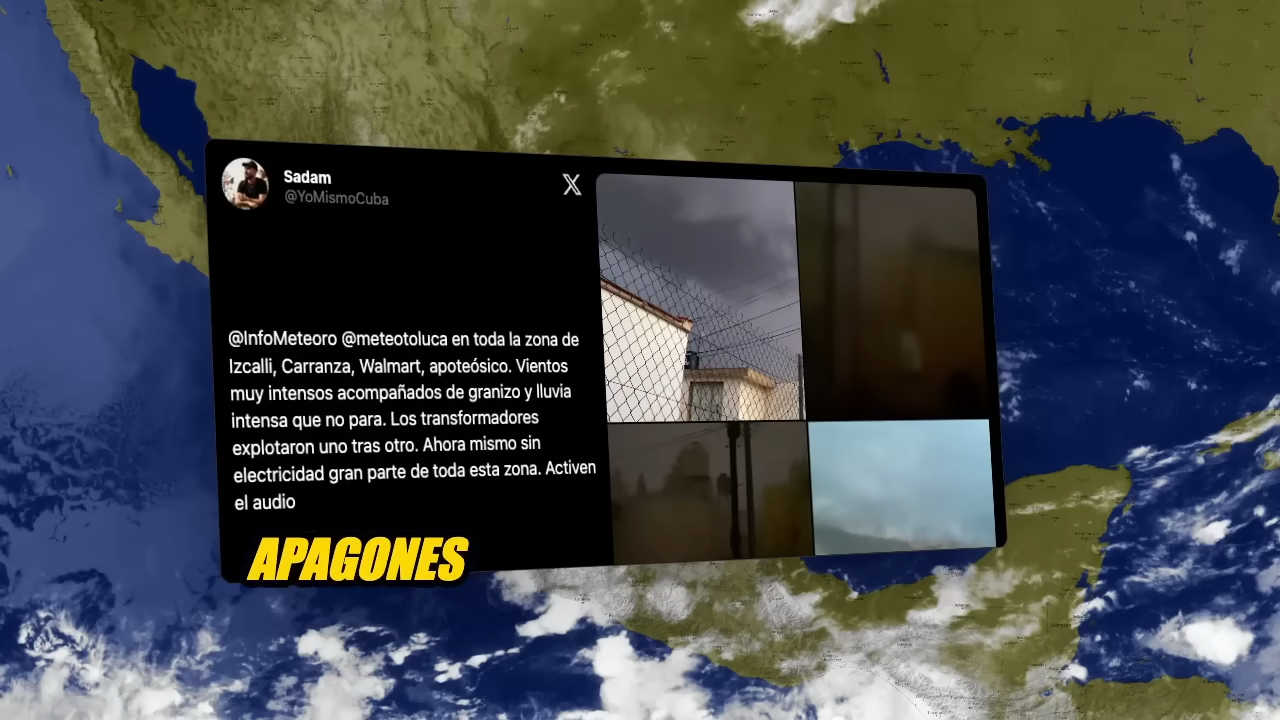 Sadam
@YoMismoCuba
@InfoMeteoro @meteotoluca en toda la zona de
Izcalli, Carranza, Walmart, apoteósico. Vientos
muy intensos acompañados de granizo y lluvia
intensa que no para. Los transformadores
explotaron uno tras otro. Ahora mismo sin
electricidad gran parte de toda esta zona. Activen
el audio
APAGONES